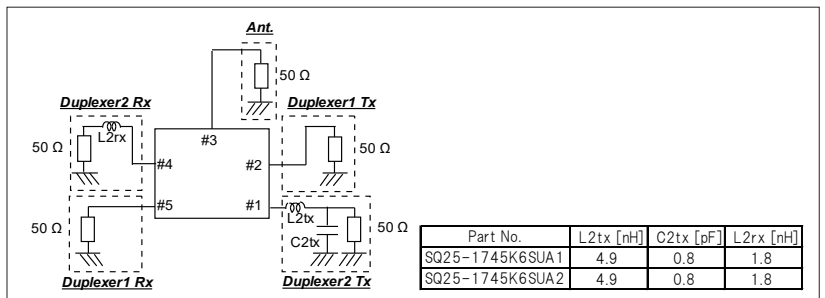 Ant.
50 Ω
Duplexer2 Rx
Duplexer1 Tx
L2rx
#3
50 Ω
#4
#2
50 Ω
#5
#1
L2tx
50 Ω
C2tx
50 Ω
Duplexer1 Rx
Duplexer2 Tx
Part No. L2tx [nH] C2tx [pF] L2rx [nH]
SQ25-1745K6SUA1 4.9 0.8 1.8
SQ25-1745K6SUA2 4.9 0.8 1.8